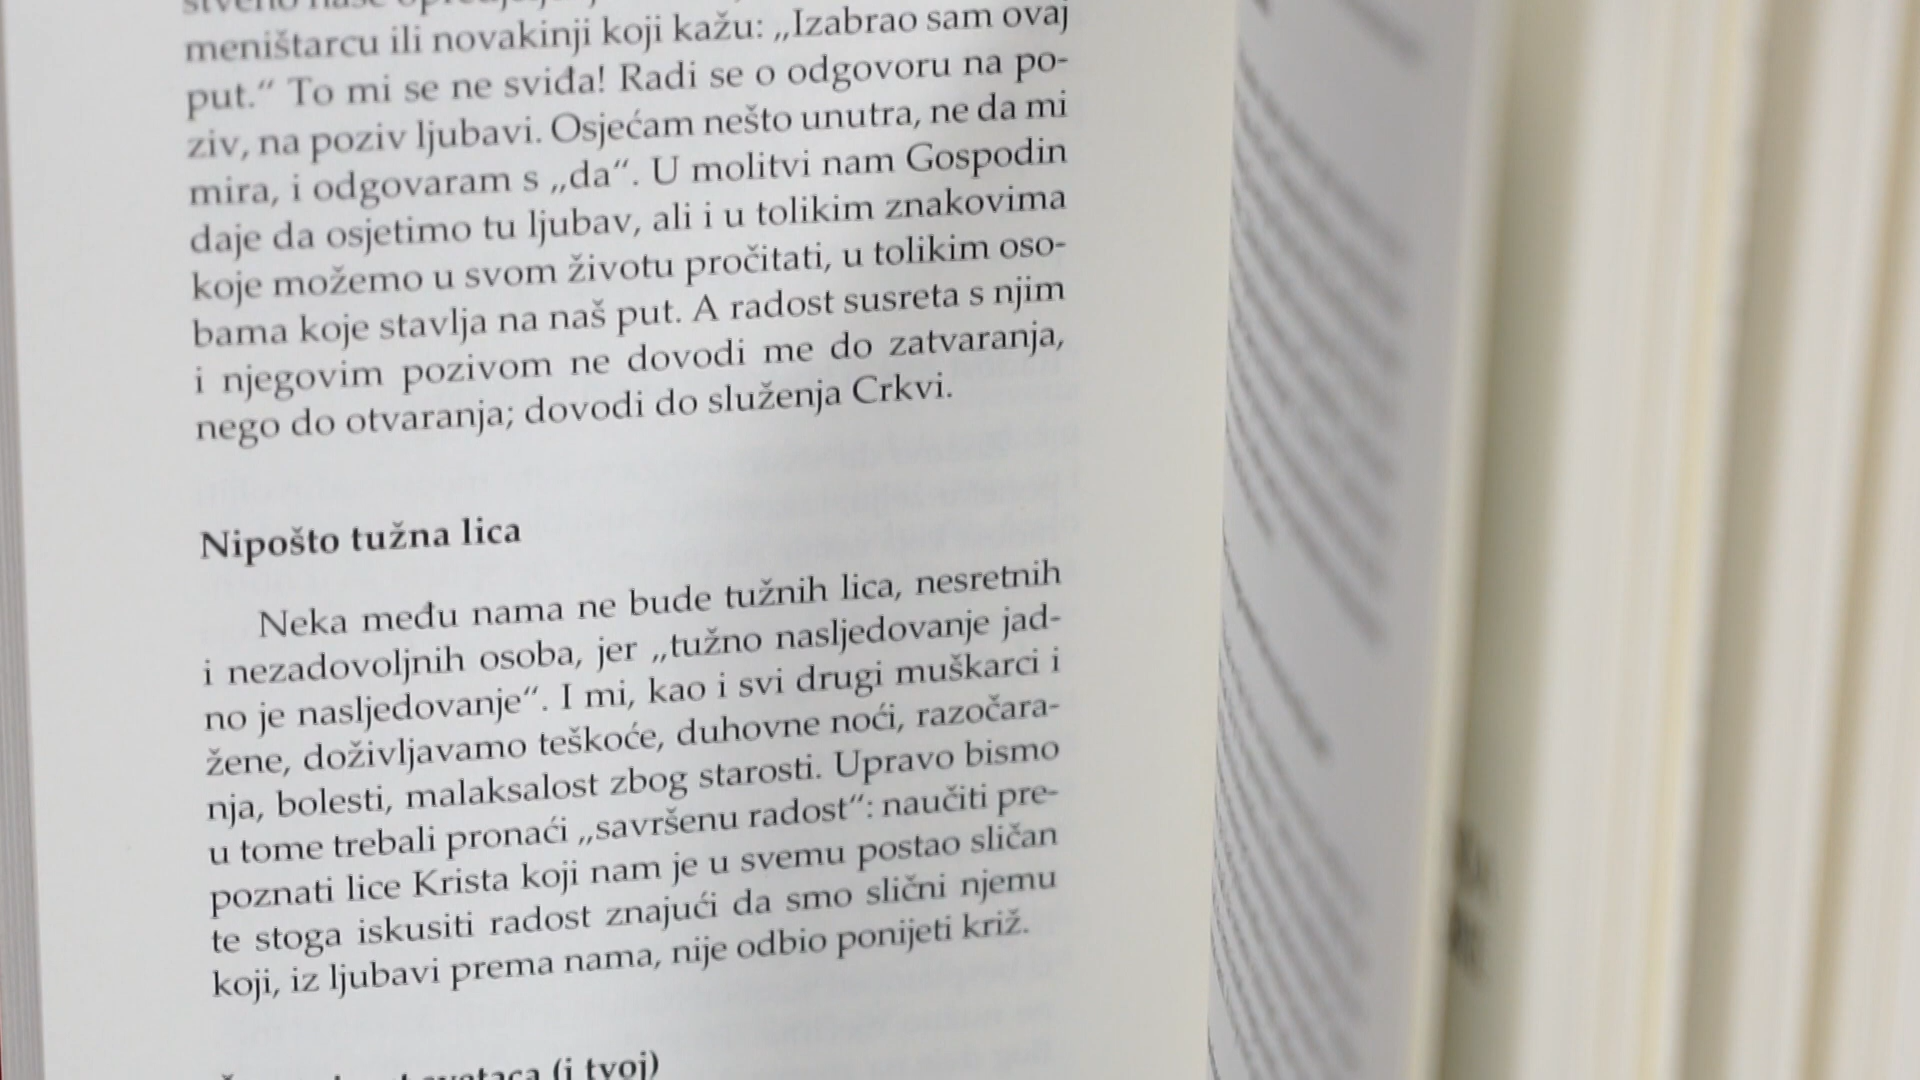 meništarcu ili novakinji koji kažu: „Izabrao sam ovaj
put.“ To mi se ne sviđa! Radi se o odgovoru na po-
ziv, na poziv ljubavi. Osjećam nešto unutra, ne da mi
mira, i odgovaram s „da“. U molitvi nam Gospodin
daje da osjetimo tu ljubav, ali i u tolikim znakovima
koje možemo u svom životu pročitati, u tolikim oso-
bama koje stavlja na naš put. A radost susreta s njim
i njegovim pozivom ne dovodi me do zatvaranja,
nego do otvaranja; dovodi do služenja Crkvi.
Nipošto tužna lica
Neka među nama ne bude tužnih lica, nesretnih
i nezadovoljnih osoba, jer „tužno nasljedovanje jad-
no je nasljedovanje“. I mi, kao i svi drugi muškarci i
žene, doživljavamo teškoće, duhovne noći, razočara-
nja, bolesti, malaksalost zbog starosti. Upravo bismo
u tome trebali pronaći „savršenu radost“: naučiti pre-
poznati lice Krista koji nam je u svemu postao sličan
te stoga iskusiti radost znajući da smo slični njemu
koji, iz ljubavi prema nama, nije odbio ponijeti križ.
(i tvoj)